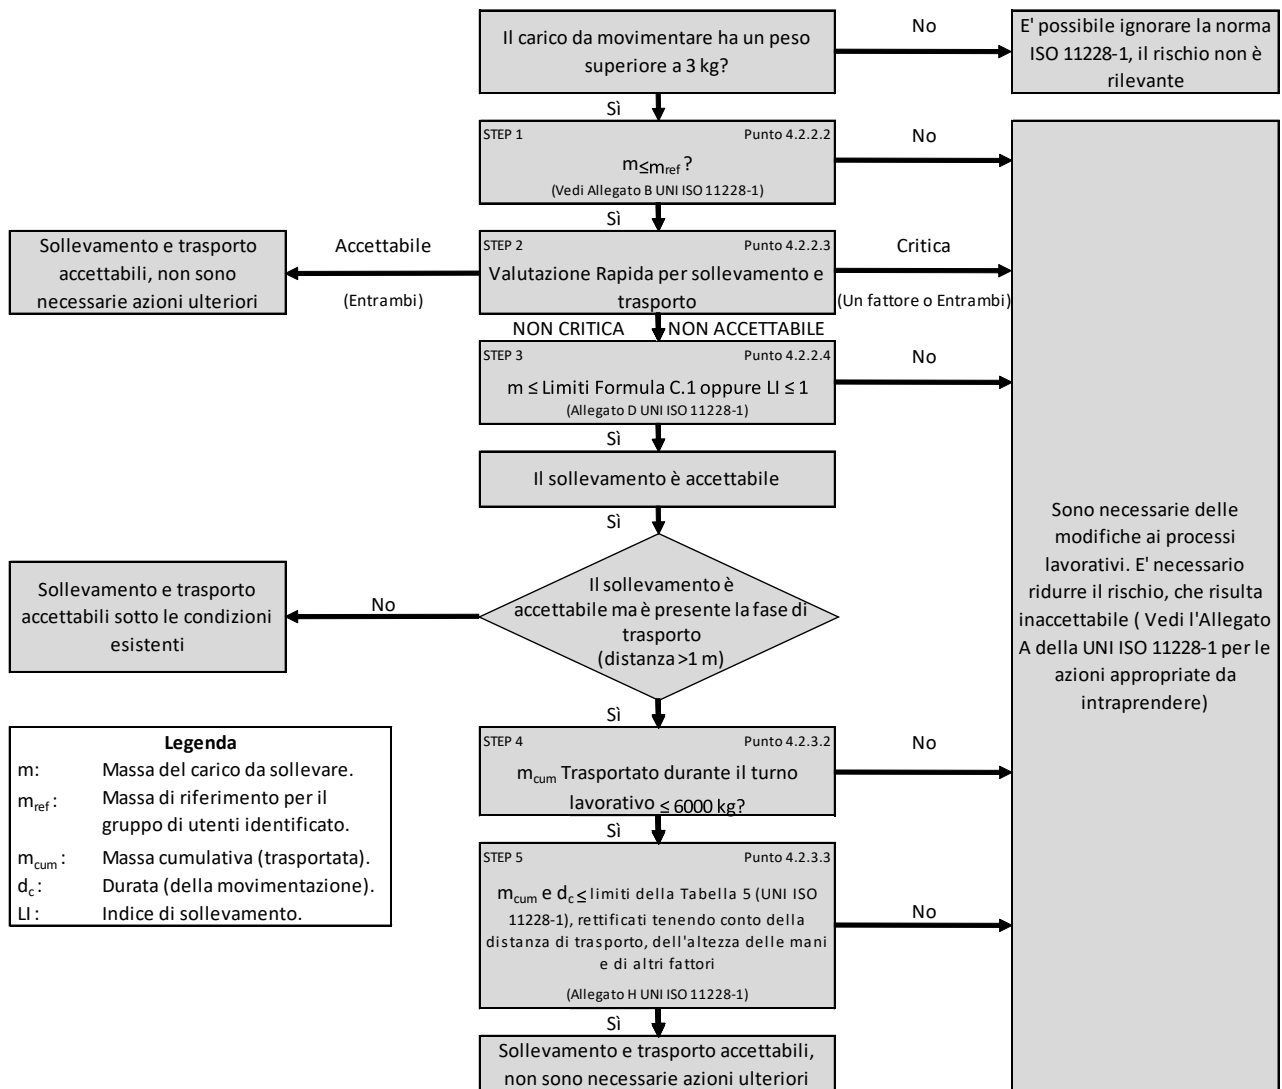 Il carico da movimentare ha un peso
superiore a 3 kg?
No
E' possibile ignorare la norma
ISO 11228-1, il rischio non è
rilevante
Sì
STEP 1 Punto 4.2.2.2
m≤mref ?
(Vedi Allegato B UNI ISO 11228-1)
No
Sì
Sollevamento e trasporto
accettabili, non sono
necessarie azioni ulteriori
Accettabile
(Entrambi)
STEP 2 Punto 4.2.2.3
Valutazione Rapida per sollevamento e
trasporto
Critica
(Un fattore o Entrambi)
NON CRITICA NON ACCETTABILE
STEP 3 Punto 4.2.2.4
m ≤ Limiti Formula C.1 oppure LI ≤ 1
(Allegato D UNI ISO 11228-1)
No
Sì
Il sollevamento è accettabile
Sì
Sono necessarie delle
modifiche ai processi
lavorativi. E' necessario
ridurre il rischio, che risulta
inaccettabile ( Vedi l'Allegato
A della UNI ISO 11228-1 per le
azioni appropriate da
intraprendere)
Sollevamento e trasporto
accettabili sotto le condizioni
esistenti
No
Il sollevamento è
accettabile ma è presente la fase di
trasporto
(distanza >1 m)
Sì
STEP 4 Punto 4.2.3.2
mcum Trasportato durante il turno
lavorativo ≤ 6000 kg?
No
Sì
Legenda
m: Massa del carico da sollevare.
mref : Massa di riferimento per il
gruppo di utenti identificato.
mcum : Massa cumulativa (trasportata).
dc : Durata (della movimentazione).
LI : Indice di sollevamento.
STEP 5 Punto 4.2.3.3
mcum e dc ≤ limiti della Tabella 5 (UNI ISO
11228-1), rettificati tenendo conto della
distanza di trasporto, dell'altezza delle mani
e di altri fattori
(Allegato H UNI ISO 11228-1)
No
Sì
Sollevamento e trasporto accettabili,
non sono necessarie azioni ulteriori